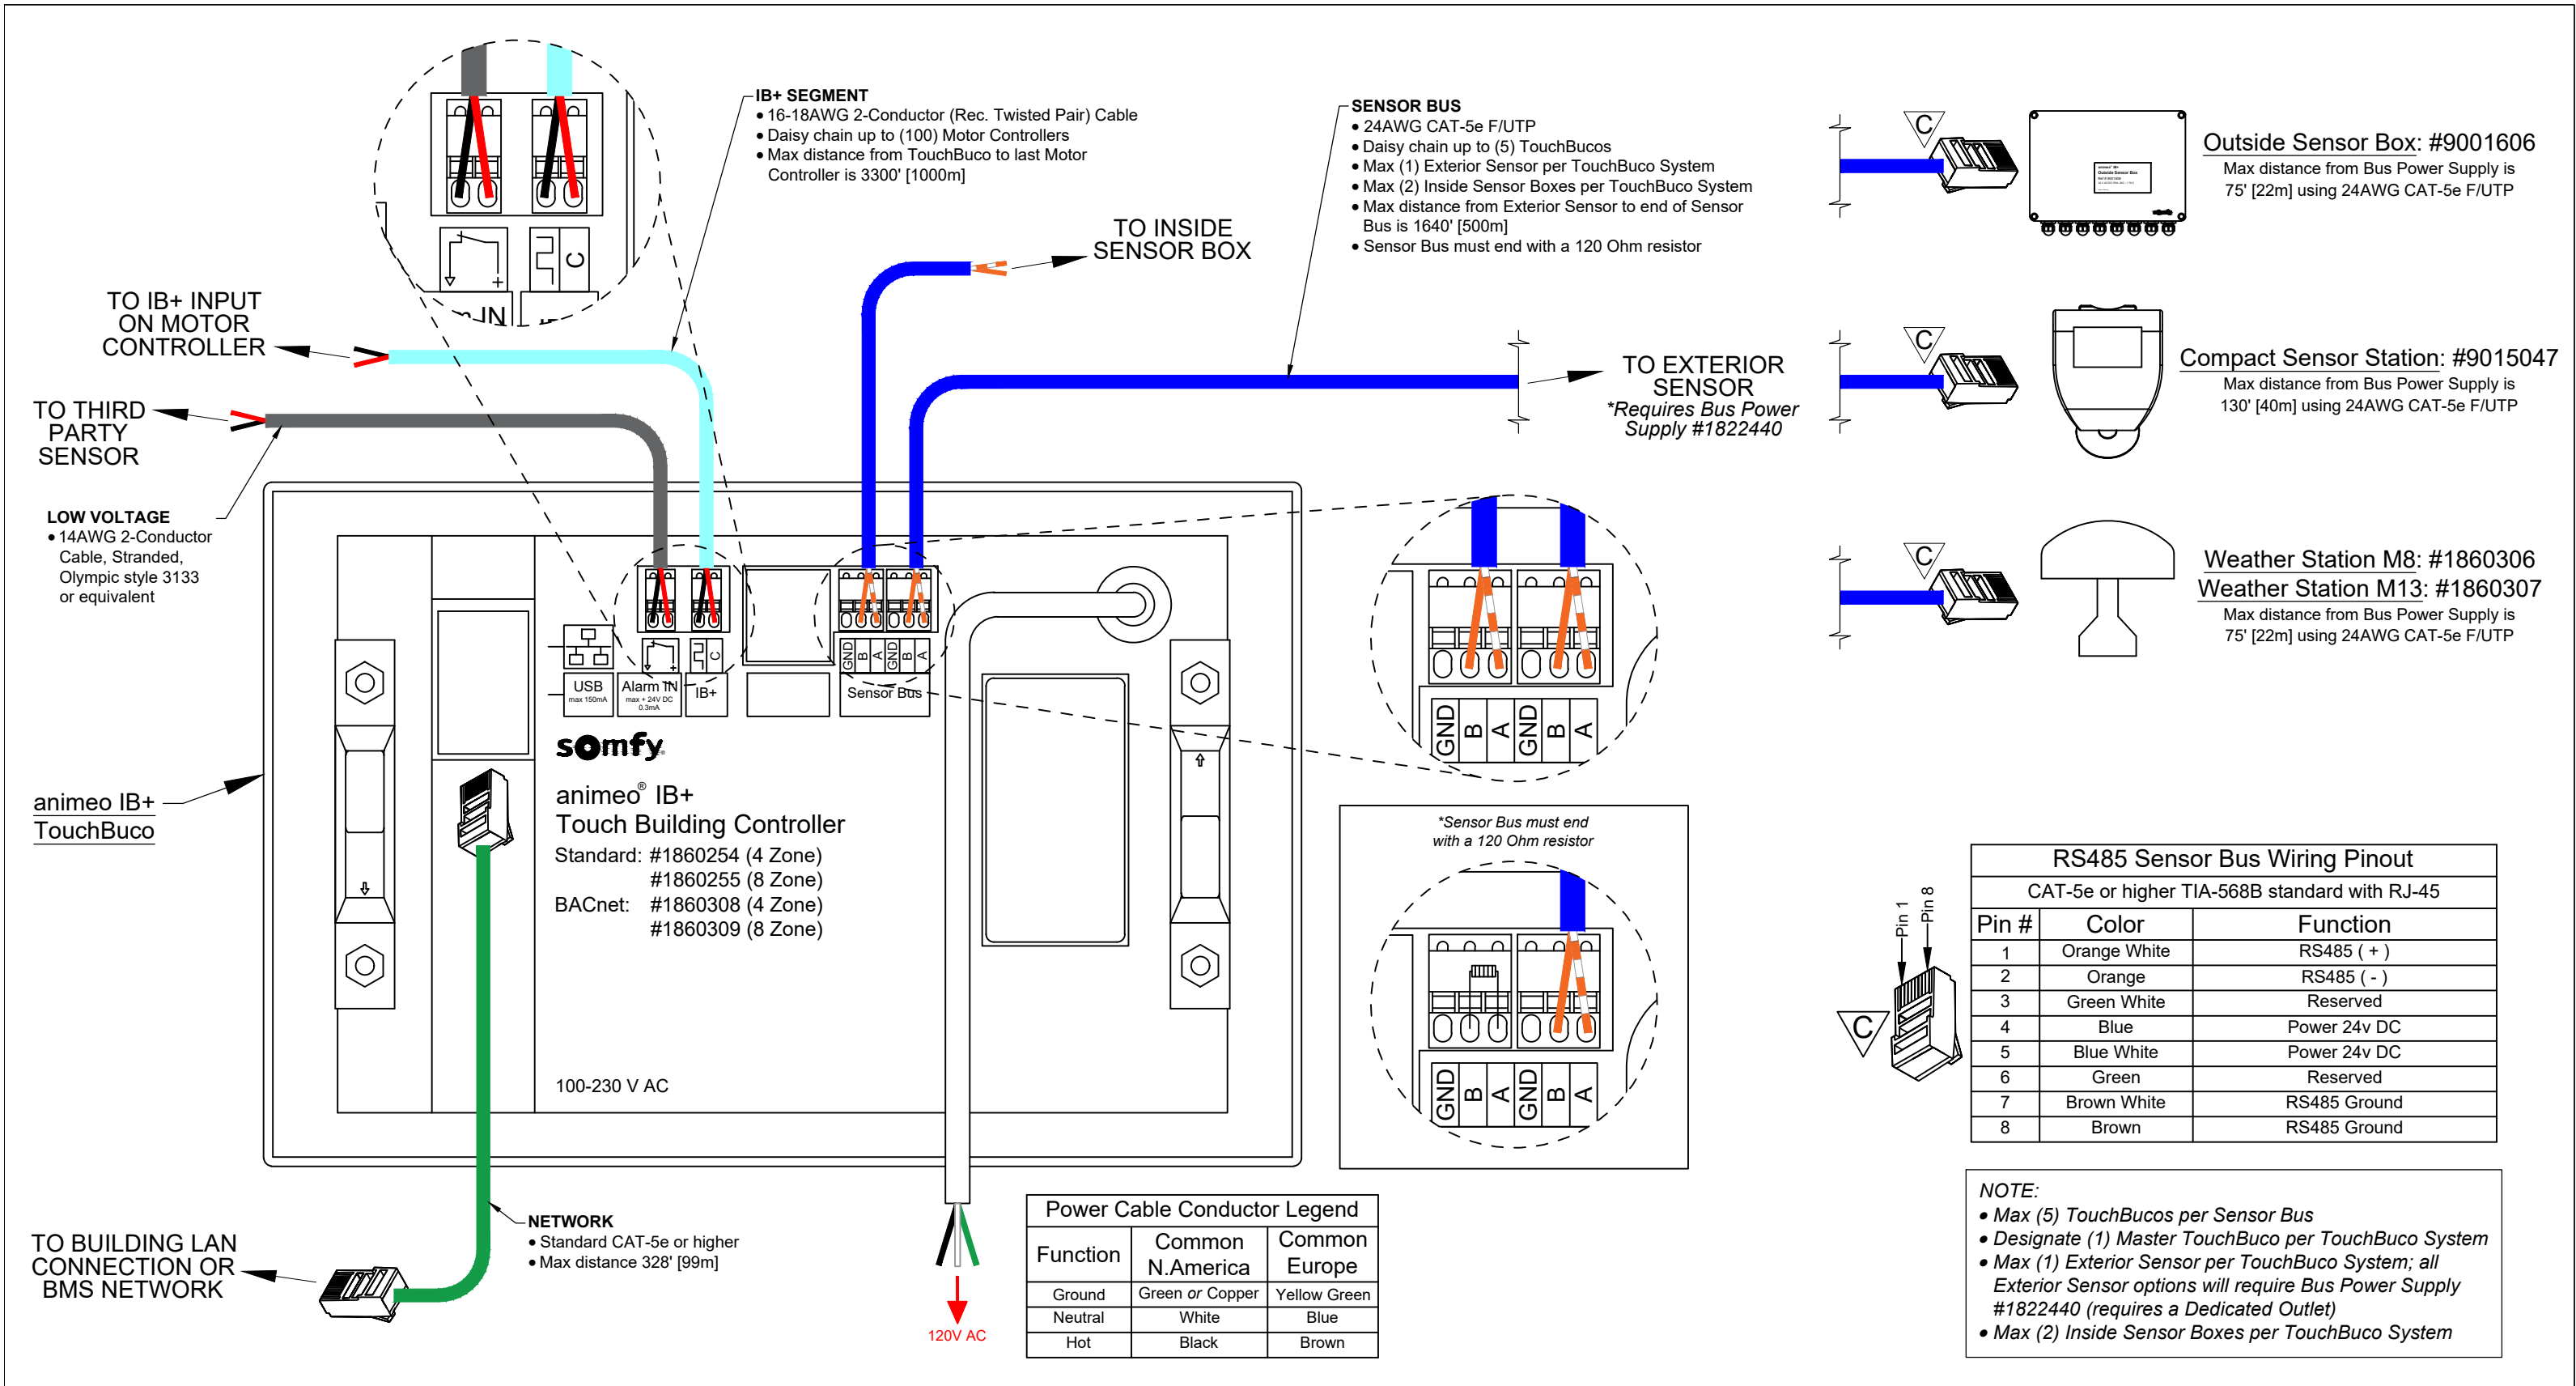 IB+ SEGMENT
• 16-18AWG 2-Conductor (Rec. Twisted Pair) Cable
• Daisy chain up to (100) Motor Controllers
• Max distance from TouchBuco to last Motor
Controller is 3300' [1000m]
SENSOR BUS
• 24AWG CAT-5e F/UTP
• Daisy chain up to (5) TouchBucos
• Max (1) Exterior Sensor per TouchBuco System
• Max (2) Inside Sensor Boxes per TouchBuco System
• Max distance from Exterior Sensor to end of Sensor
Bus is 1640' [500m]
• Sensor Bus must end with a 120 Ohm resistor
C
Outside Sensor Box: #9001606
Max distance from Bus Power Supply is
75' [22m] using 24AWG CAT-5e F/UTP
C
+
IN
TO INSIDE
SENSOR BOX
TO IB+ INPUT
ON MOTOR
CONTROLLER
TO THIRD
PARTY
SENSOR
TO EXTERIOR
SENSOR
*Requires Bus Power
Supply #1822440
C
Compact Sensor Station: #9015047
Max distance from Bus Power Supply is
130' [40m] using 24AWG CAT-5e F/UTP
LOW VOLTAGE
• 14AWG 2-Conductor
Cable, Stranded,
Olympic style 3133
or equivalent
C
Weather Station M8: #1860306
Weather Station M13: #1860307
Max distance from Bus Power Supply is
75' [22m] using 24AWG CAT-5e F/UTP
+
C
GND B A GND B A
USB
max 150mA
Alarm IN
max + 24V DC
0.3mA
IB+
Sensor Bus
GND B A GND B A
somfy
animeo® IB+
Touch Building Controller
Standard: #1860254 (4 Zone)
#1860255 (8 Zone)
BACnet: #1860308 (4 Zone)
#1860309 (8 Zone)
100-230 V AC
animeo IB+
TouchBuco
*Sensor Bus must end
with a 120 Ohm resistor
GND B A GND B A
Pin 1
Pin 8
C
RS485 Sensor Bus Wiring Pinout
CAT-5e or higher TIA-568B standard with RJ-45
Pin # Color Function
1 Orange White RS485 ( + )
2 Orange RS485 ( - )
3 Green White Reserved
4 Blue Power 24v DC
5 Blue White Power 24v DC
6 Green Reserved
7 Brown White RS485 Ground
8 Brown RS485 Ground
NETWORK
• Standard CAT-5e or higher
• Max distance 328' [99m]
TO BUILDING LAN
CONNECTION OR
BMS NETWORK
120V AC
Power Cable Conductor Legend
Function Common N.America Common Europe
Ground Green or Copper Yellow Green
Neutral White Blue
Hot Black Brown
NOTE:
• Max (5) TouchBucos per Sensor Bus
• Designate (1) Master TouchBuco per TouchBuco System
• Max (1) Exterior Sensor per TouchBuco System; all
Exterior Sensor options will require Bus Power Supply
#1822440 (requires a Dedicated Outlet)
• Max (2) Inside Sensor Boxes per TouchBuco System